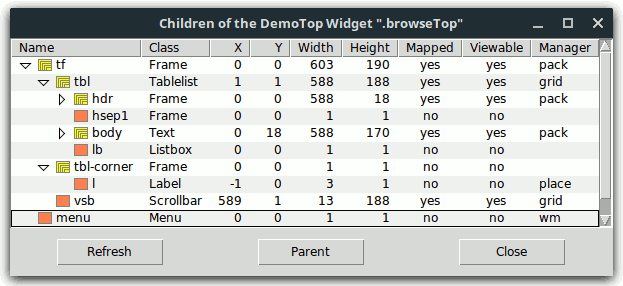 Children of the DemoTop Widget ".browseTop"
Name Class X Y Width Height Mapped Viewable Manager
tf Frame 0 0 603 190 yes yes pack
tbl Tablelist 1 1 588 188 yes yes grid
hdr Frame 0 0 588 18 yes yes pack
hsep1 Frame 0 0 1 1 no no
body Text 0 18 588 170 yes yes pack
lb Listbox 0 0 1 1 no no
tbl-corner Frame 0 0 1 1 no no
l Label -1 0 3 1 no no place
vsb Scrollbar 589 1 13 188 yes yes grid
menu Menu 0 0 1 1 no no wm
Refresh Parent Close